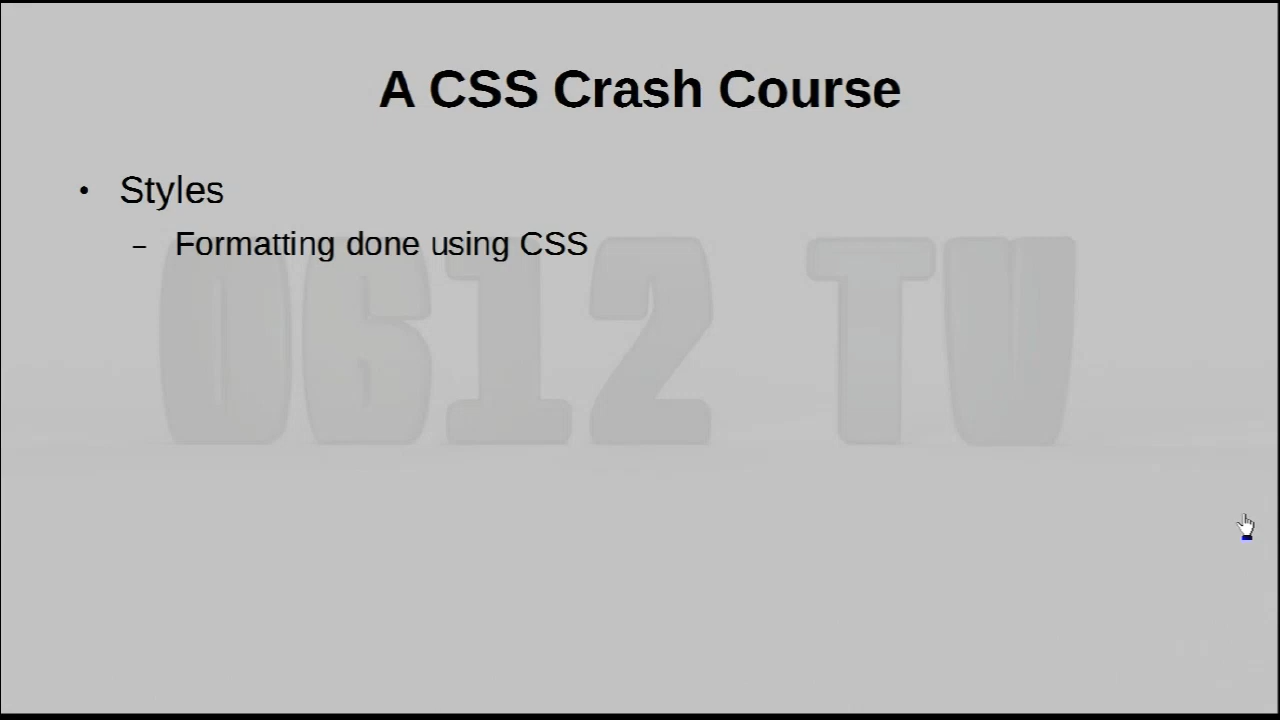 A CSS Crash Course
• Styles
– Formatting done using CSS
0612 TV